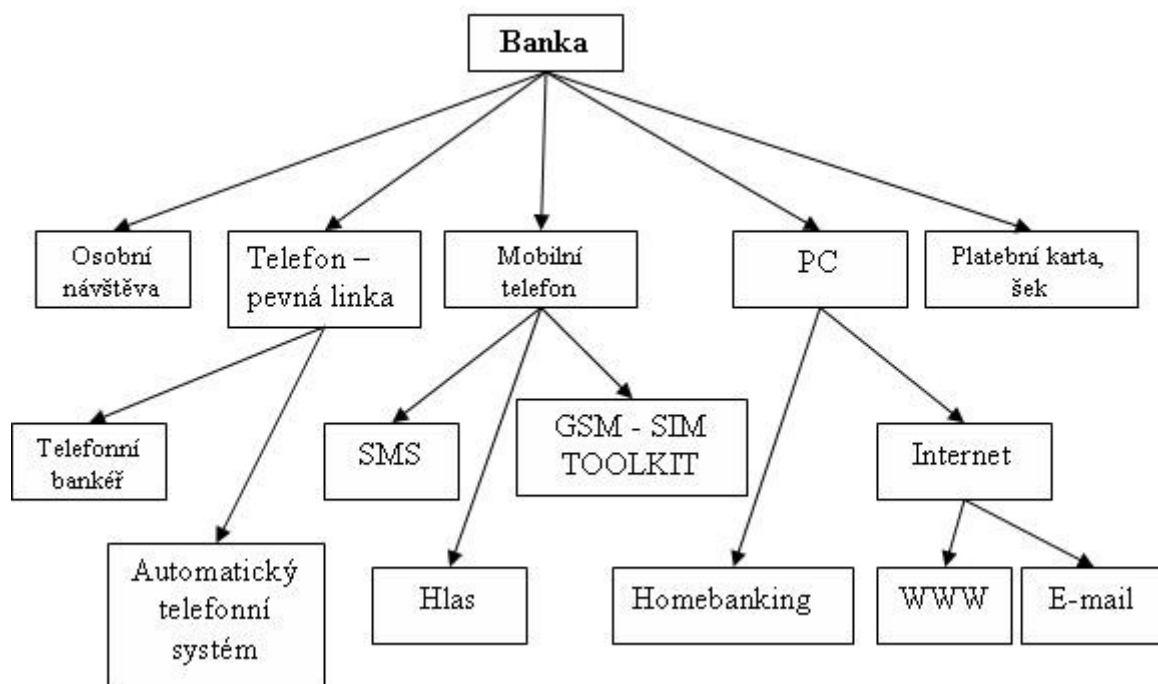 Banka
Osobní
návštěva
Telefon –
pevná linka
Mobilní
telefon
PC
Platební karta,
šek
Telefonní
bankéř
SMS
GSM - SIM
TOOLKIT
Internet
Automatický
telefonní
systém
Hlas
Homebanking
WWW
E-mail